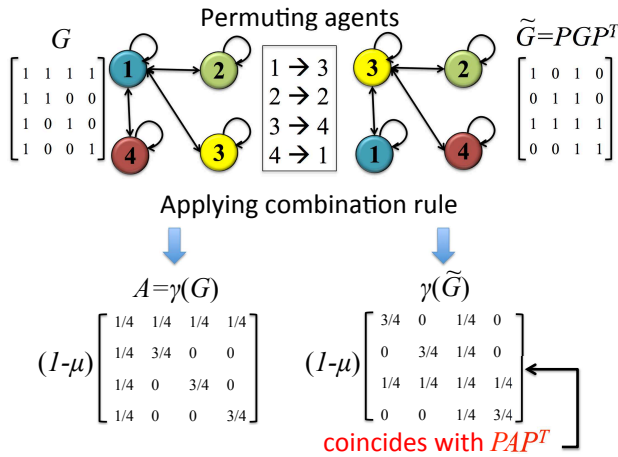 Permuting agents
G
G̃=PGPᵀ
1 1 1 1
1 1 0 0
1 0 1 0
1 0 0 1
1 2
4 3
1 → 3
2 → 2
3 → 4
4 → 1
3 2
1 4
1 0 1 0
0 1 1 0
1 1 1 1
0 0 1 1
Applying combination rule
A=γ(G)
(1-μ)
1/4 1/4 1/4 1/4
1/4 3/4 0 0
1/4 0 3/4 0
1/4 0 0 3/4
γ(G̃)
(1-μ)
3/4 0 1/4 0
0 3/4 1/4 0
1/4 1/4 1/4 1/4
0 0 1/4 3/4
coincides with PAPᵀ